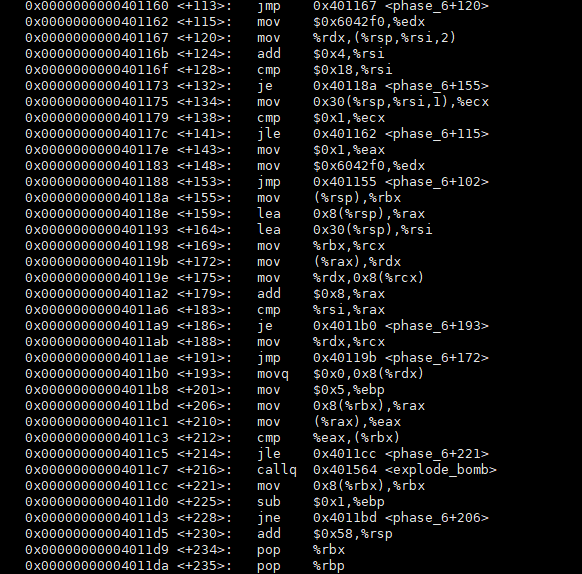 0x0000000000401160 <+113>: jmp 0x401167 <phase_6+120>
0x0000000000401162 <+115>: mov $0x6042f0,%edx
0x0000000000401167 <+120>: mov %rdx,(%rsp,%rsi,2)
0x000000000040116b <+124>: add $0x4,%rsi
0x000000000040116f <+128>: cmp $0x18,%rsi
0x0000000000401173 <+132>: je 0x40118a <phase_6+155>
0x0000000000401175 <+134>: mov 0x30(%rsp,%rsi,1),%ecx
0x0000000000401179 <+138>: cmp $0x1,%ecx
0x000000000040117c <+141>: jle 0x401162 <phase_6+115>
0x000000000040117e <+143>: mov $0x1,%eax
0x0000000000401183 <+148>: mov $0x6042f0,%edx
0x0000000000401188 <+153>: jmp 0x401155 <phase_6+102>
0x000000000040118a <+155>: mov (%rsp),%rbx
0x000000000040118e <+159>: lea 0x8(%rsp),%rax
0x0000000000401193 <+164>: lea 0x30(%rsp),%rsi
0x0000000000401198 <+169>: mov %rbx,%rcx
0x000000000040119b <+172>: mov (%rax),%rdx
0x000000000040119e <+175>: mov %rdx,0x8(%rcx)
0x00000000004011a2 <+179>: add $0x8,%rax
0x00000000004011a6 <+183>: cmp %rsi,%rax
0x00000000004011a9 <+186>: je 0x4011b0 <phase_6+193>
0x00000000004011ab <+188>: mov %rdx,%rcx
0x00000000004011ae <+191>: jmp 0x40119b <phase_6+172>
0x00000000004011b0 <+193>: movq $0x0,0x8(%rdx)
0x00000000004011b8 <+201>: mov $0x5,%ebp
0x00000000004011bd <+206>: mov 0x8(%rbx),%rax
0x00000000004011c1 <+210>: mov (%rax),%eax
0x00000000004011c3 <+212>: cmp %eax,(%rbx)
0x00000000004011c5 <+214>: jle 0x4011cc <phase_6+221>
0x00000000004011c7 <+216>: callq 0x401564 <explode_bomb>
0x00000000004011cc <+221>: mov 0x8(%rbx),%rbx
0x00000000004011d0 <+225>: sub $0x1,%ebp
0x00000000004011d3 <+228>: jne 0x4011bd <phase_6+206>
0x00000000004011d5 <+230>: add $0x58,%rsp
0x00000000004011d9 <+234>: pop %rbx
0x00000000004011da <+235>: pop %rbp